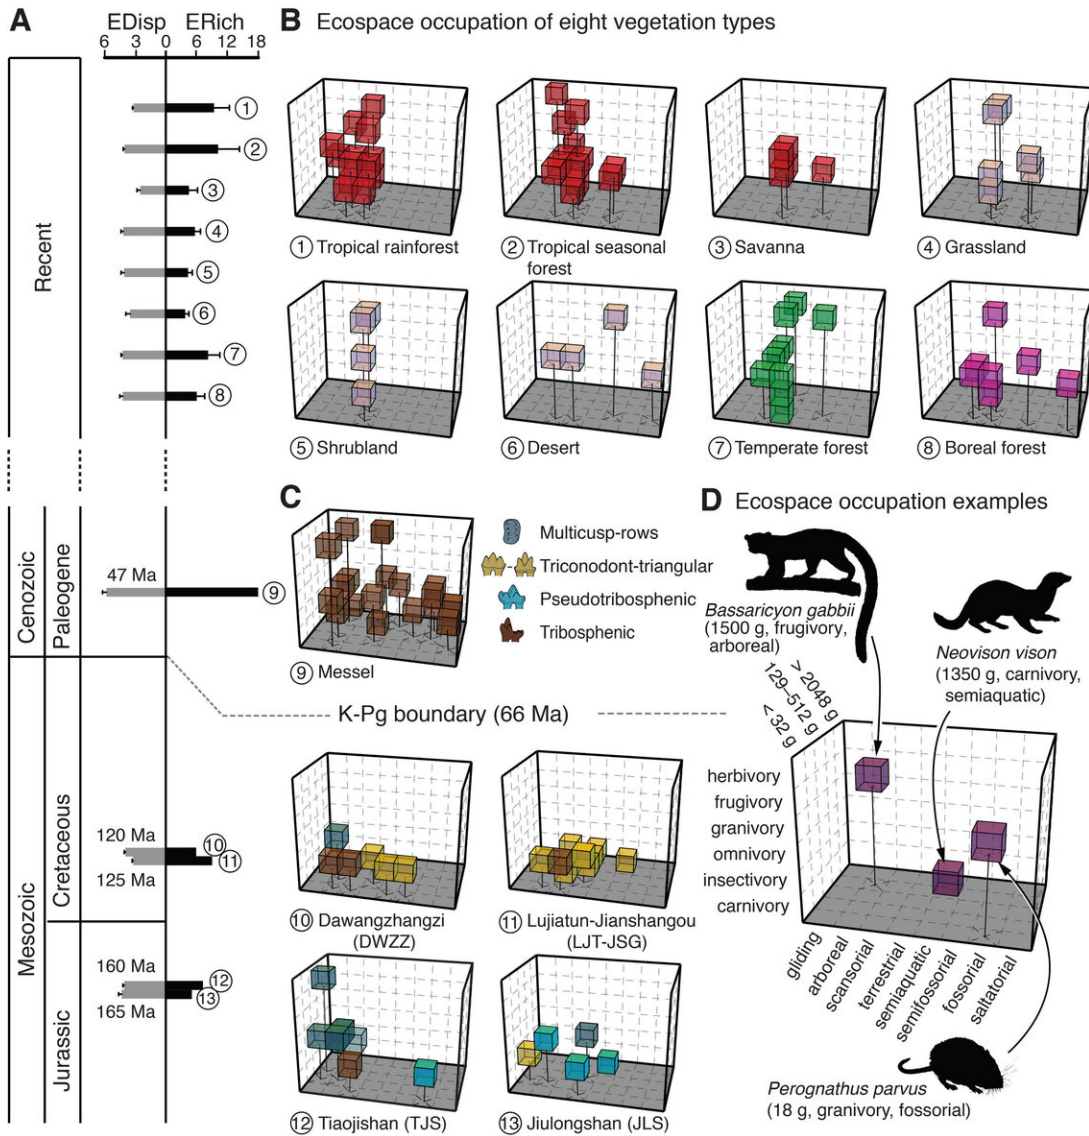 A
EDisp ERich
6 3 0 6 12 18
Recent
1
2
3
4
5
6
7
8
Cenozoic
Paleogene
47 Ma
9
Mesozoic
Cretaceous
120 Ma
10
11
125 Ma
Jurassic
160 Ma
12
13
165 Ma
B Ecospace occupation of eight vegetation types
1 Tropical rainforest
2 Tropical seasonal
forest
3 Savanna
4 Grassland
5 Shrubland
6 Desert
7 Temperate forest
8 Boreal forest
C
Multicusp-rows
Triconodont-triangular
Pseudotribosphenic
Tribosphenic
9 Messel
K-Pg boundary (66 Ma)
10 Dawangzhangzi
(DWZZ)
11 Lujiatun-Jianshangou
(LJT-JSG)
12 Tiaojishan (TJS)
13 Jiulongshan (JLS)
D Ecospace occupation examples
Bassaricyon gabbii
(1500 g, frugivory,
arboreal)
Neovison vison
(1350 g, carnivory,
semiaquatic)
> 2048 g
129–512 g
< 32 g
herbivory
frugivory
granivory
omnivory
insectivory
carnivory
gliding
arboreal
scansorial
terrestrial
semiaquatic
semifossorial
fossorial
saltatorial
Perognathus parvus
(18 g, granivory, fossorial)